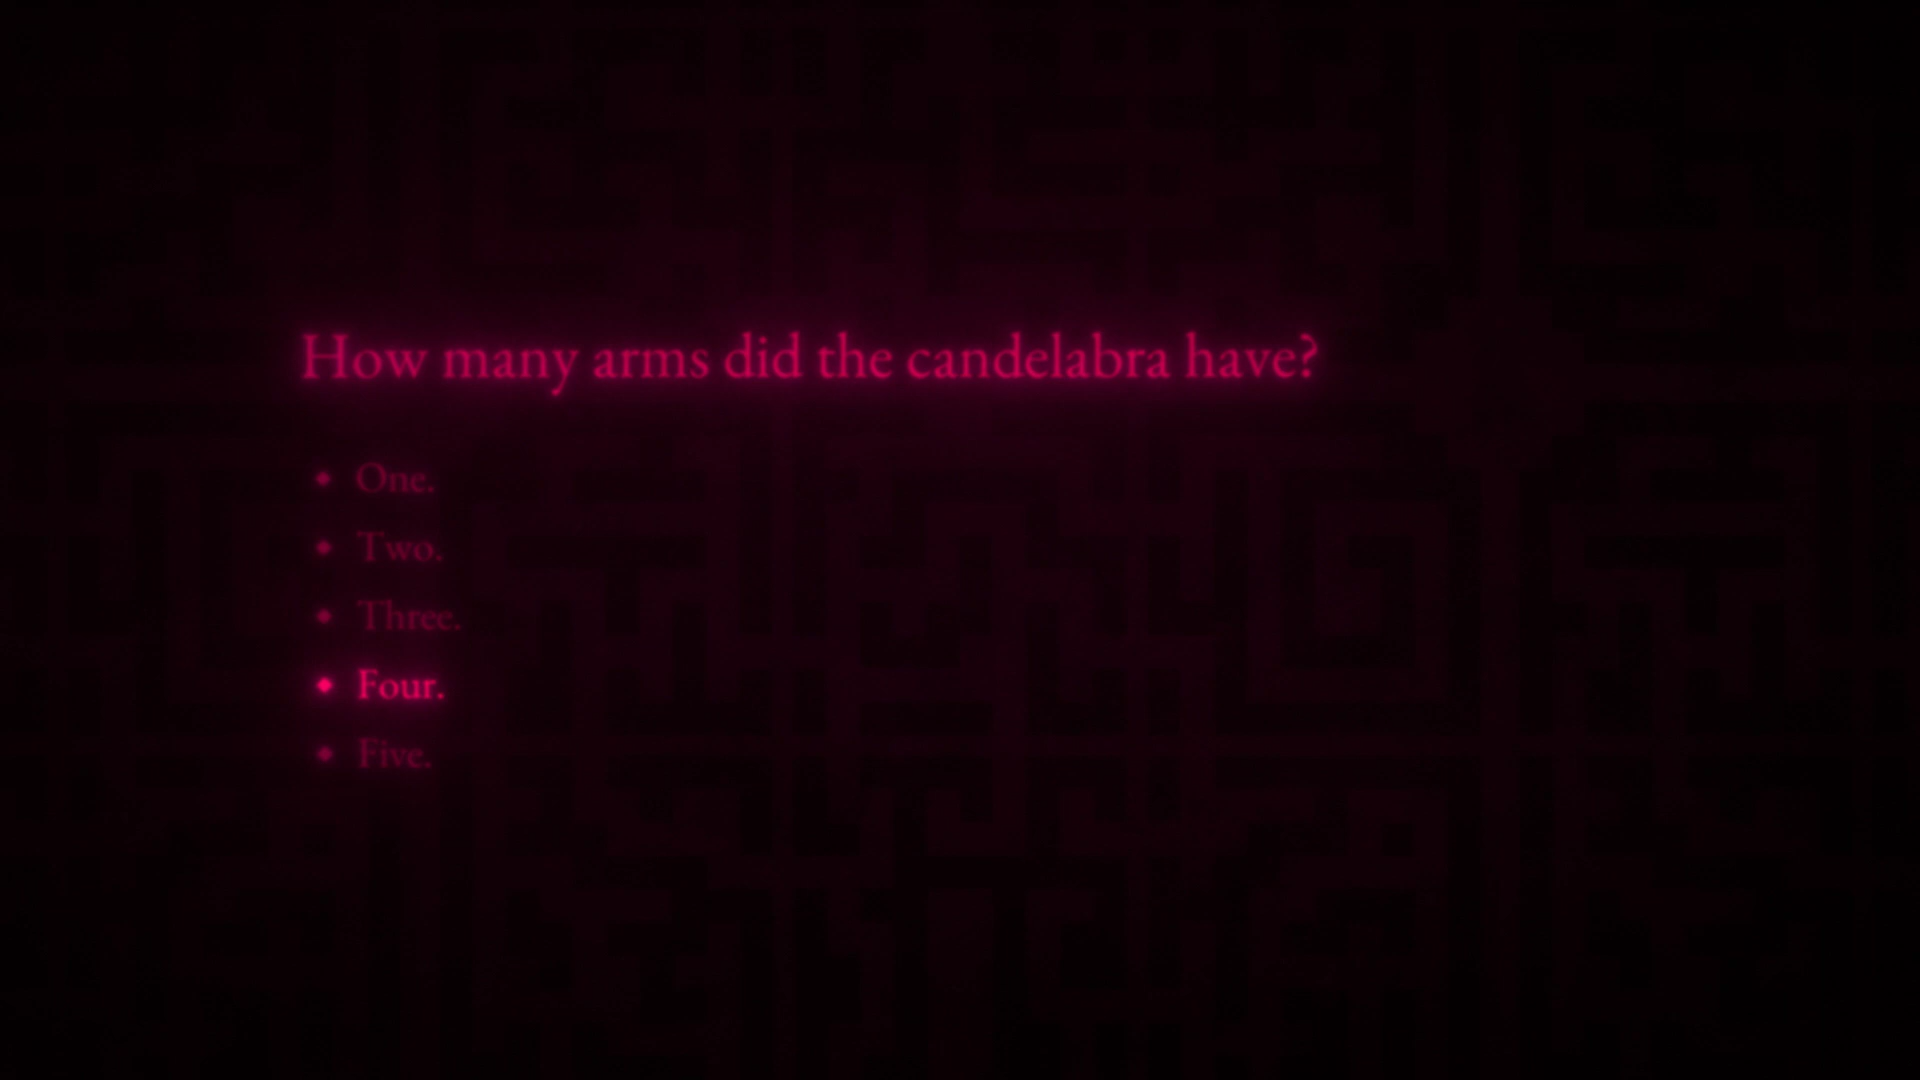 How many arms did the candelabra have?
One.
Two.
Three.
Four.
Five.